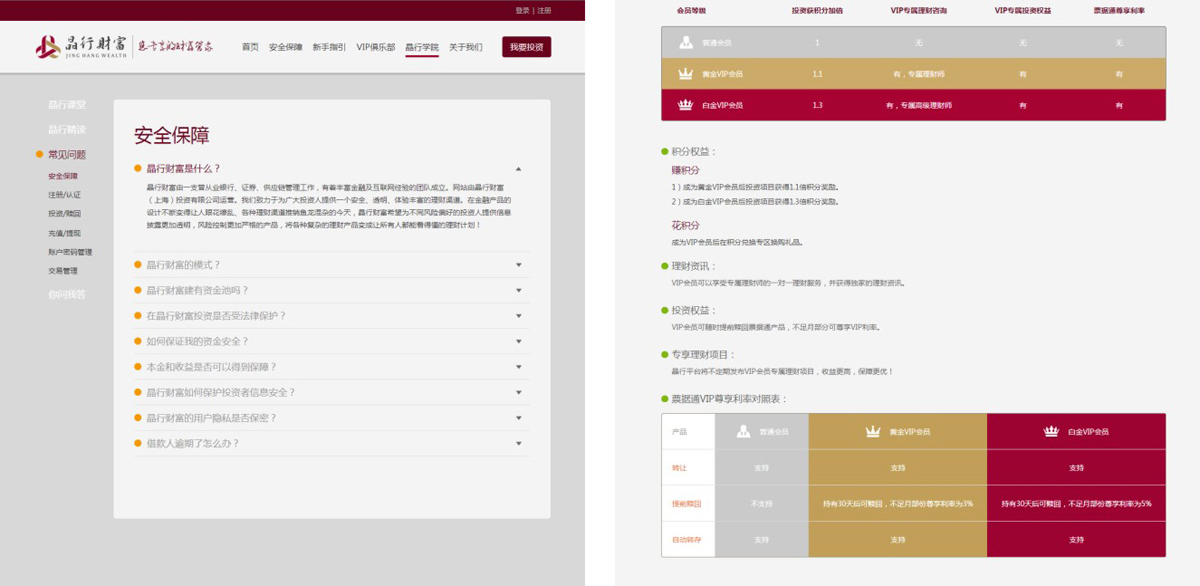 登录 | 注册
晶行财富
JING HANG WEALTH
首页 安全保障 新手指引 VIP俱乐部 晶行学院 关于我们 我要投资
晶行课堂
晶行精读
常见问题
安全保障
注册/认证
投资/赎回
充值/提现
账户密码管理
交易管理
你问我答
安全保障
晶行财富是什么？
晶行财富由一支曾从业银行、证券、供应链管理工作，有着丰富金融及互联网经验的团队成立。网站由晶行财富
（上海）投资有限公司运营。我们致力于为广大投资人提供一个安全、透明、体验丰富的理财渠道。在金融产品的
设计不断变得让人眼花缭乱、各种理财渠道推销鱼龙混杂的今天，晶行财富希望为不同风险偏好的投资人提供信息
披露更加透明，风险控制更加严格的产品，将各种复杂的理财产品变成让所有人都能看得懂的理财计划！
晶行财富的模式？
晶行财富建有资金池吗？
在晶行财富投资是否受法律保护？
如何保证我的资金安全？
本金和收益是否可以得到保障？
晶行财富如何保护投资者信息安全？
晶行财富的用户隐私是否保密？
借款人逾期了怎么办？
会员等级 投资获积分加倍 VIP专属理财咨询 VIP专属投资权益 票据通尊享利率
普通会员 1 无 无 无
黄金VIP会员 1.1 有，专属理财师 有 有
白金VIP会员 1.3 有，专属高级理财师 有 有
积分权益：
赚积分
1）成为黄金VIP会员后投资项目获得1.1倍积分奖励。
2）成为白金VIP会员后投资项目获得1.3倍积分奖励。
花积分
成为VIP会员后在积分兑换专区换购礼品。
理财资讯：
VIP会员可以享受专属理财师的一对一理财服务，并获得独家的理财资讯。
投资权益：
VIP会员可随时提前赎回票据通产品，不足月部分可尊享VIP利率。
专享理财项目：
晶行平台将不定期发布VIP会员专属理财项目，收益更高，保障更优！
票据通VIP尊享利率对照表：
产品 普通会员 黄金VIP会员 白金VIP会员
转让 支持 支持 支持
提前赎回 不支持 持有30天后可赎回，不足月部份尊享利率为3% 持有30天后可赎回，不足月部份尊享利率为5%
自动转存 支持 支持 支持